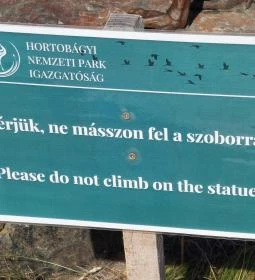 HORTOBÁGYI
NEMZETI PARK
IGAZGATÓSÁG
érjük, ne másszon fel a szoborra
Please do not climb on the statue